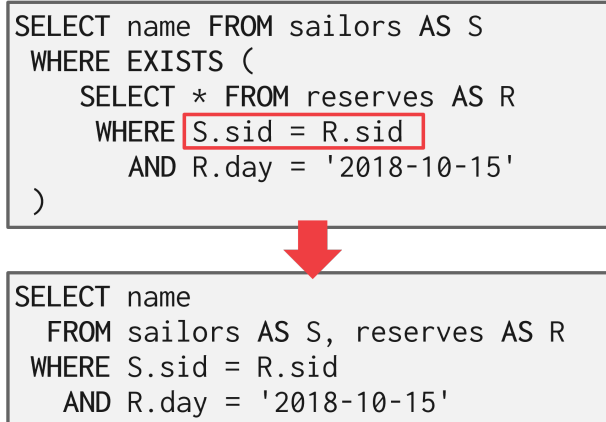 SELECT name FROM sailors AS S
WHERE EXISTS (
SELECT * FROM reserves AS R
WHERE S.sid = R.sid
AND R.day = '2018-10-15'
)
SELECT name
FROM sailors AS S, reserves AS R
WHERE S.sid = R.sid
AND R.day = '2018-10-15'